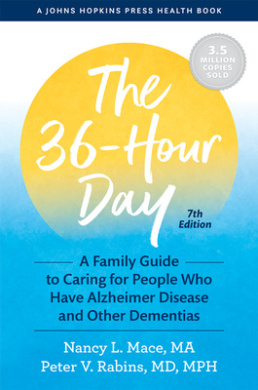 A JOHNS HOPKINS PRESS HEALTH BOOK
3.5
MILLION
COPIES
SOLD
The
36-Hour
Day
7th
Edition
A Family Guide
to Caring for People Who
Have Alzheimer Disease
and Other Dementias
Nancy L. Mace, MA
Peter V. Rabins, MD, MPH